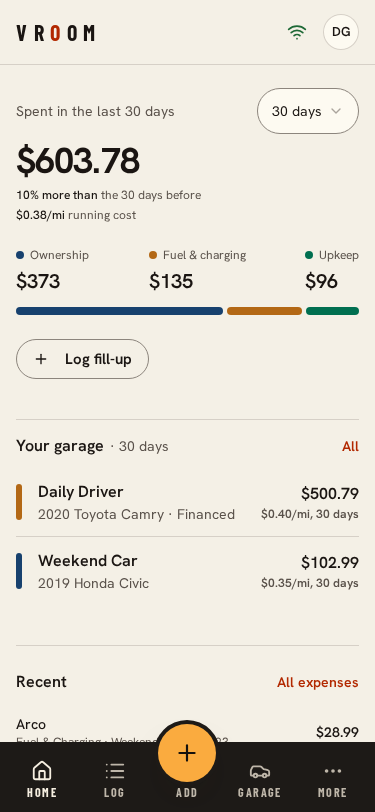 VROOM
DG
Spent in the last 30 days
30 days
$603.78
10% more than the 30 days before
$0.38/mi running cost
Ownership
Fuel & charging
Upkeep
$373
$135
$96
+ Log fill-up
Your garage · 30 days
All
Daily Driver
$500.79
2020 Toyota Camry · Financed
$0.40/mi, 30 days
Weekend Car
$102.99
2019 Honda Civic
$0.35/mi, 30 days
Recent
All expenses
Arco
$28.99
Fuel & Charging · Weekend
HOME
LOG
ADD
GARAGE
MORE